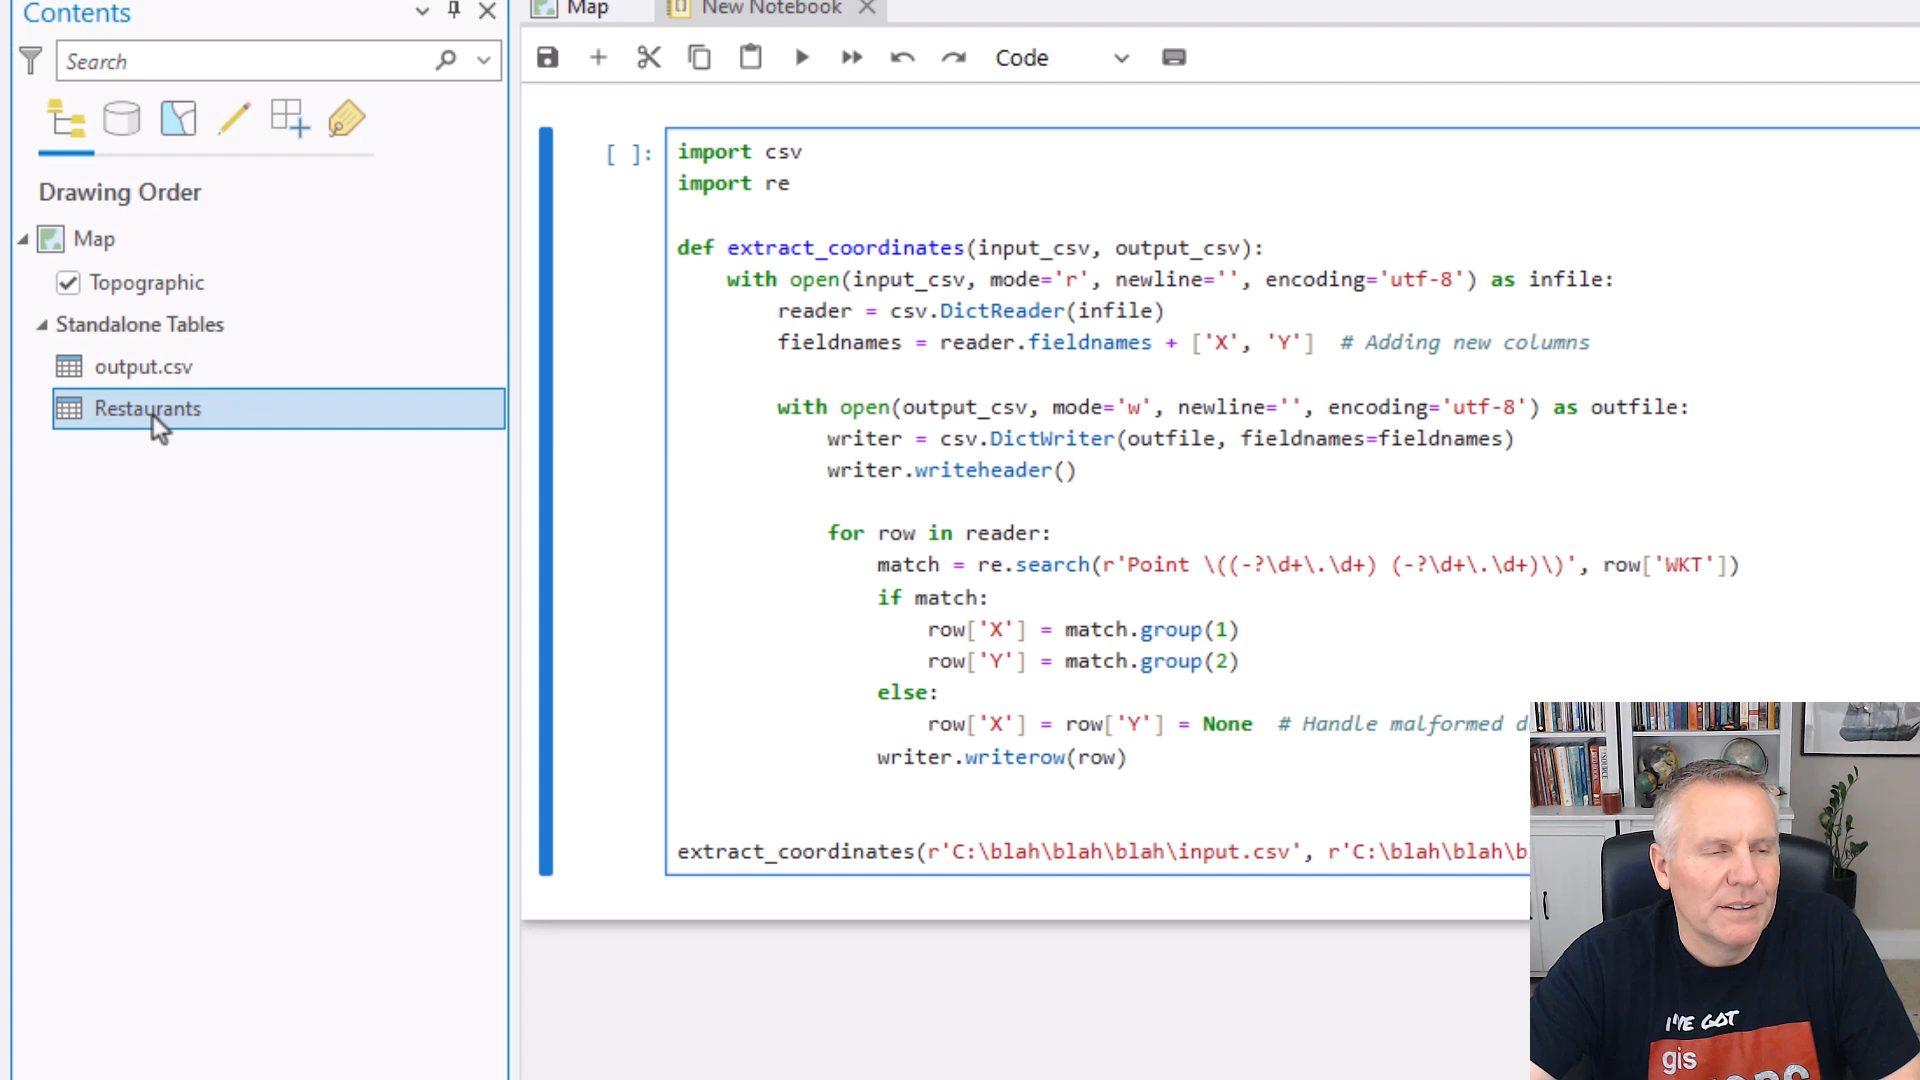 Contents
Map
New Notebook
Search
Code
Drawing Order
Map
Topographic
Standalone Tables
output.csv
Restaurants
[ ]:
import csv
import re
def extract_coordinates(input_csv, output_csv):
with open(input_csv, mode='r', newline='', encoding='utf-8') as infile:
reader = csv.DictReader(infile)
fieldnames = reader.fieldnames + ['X', 'Y'] # Adding new columns
with open(output_csv, mode='w', newline='', encoding='utf-8') as outfile:
writer = csv.DictWriter(outfile, fieldnames=fieldnames)
writer.writeheader()
for row in reader:
match = re.search(r'Point \((-?\d+\.\d+) (-?\d+\.\d+)\)', row['WKT'])
if match:
row['X'] = match.group(1)
row['Y'] = match.group(2)
else:
row['X'] = row['Y'] = None # Handle malformed d
writer.writerow(row)
extract_coordinates(r'C:\blah\blah\blah\input.csv', r'C:\blah\blah\b
I'VE GOT
gis